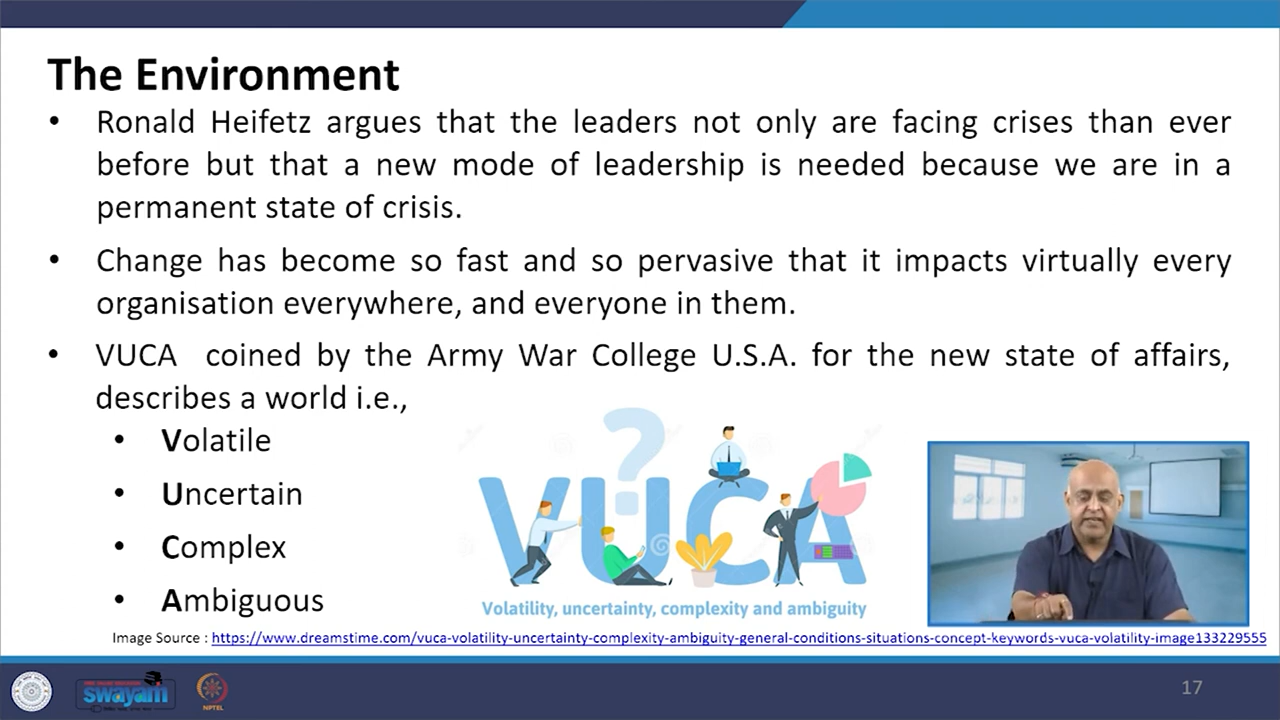 The Environment
• Ronald Heifetz argues that the leaders not only are facing crises than ever
before but that a new mode of leadership is needed because we are in a
permanent state of crisis.
• Change has become so fast and so pervasive that it impacts virtually every
organisation everywhere, and everyone in them.
• VUCA coined by the Army War College U.S.A. for the new state of affairs,
describes a world i.e.,
• Volatile
• Uncertain
• Complex
• Ambiguous
?
VUCA
Volatility, uncertainty, complexity and ambiguity
Image Source : https://www.dreamstime.com/vuca-volatility-uncertainty-complexity-ambiguity-general-conditions-situations-concept-keywords-vuca-volatility-image133229555
swayam
NPTEL
17